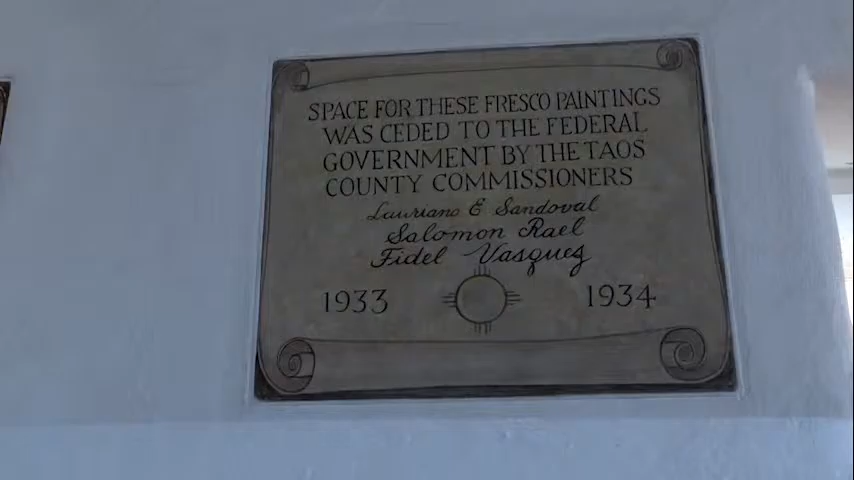 SPACE FOR THESE FRESCO PAINTINGS
WAS CEDED TO THE FEDERAL
GOVERNMENT BY THE TAOS
COUNTY COMMISSIONERS
Lauriano E Sandoval
Salomon Rael
Fidel Vasquez
1933 1934